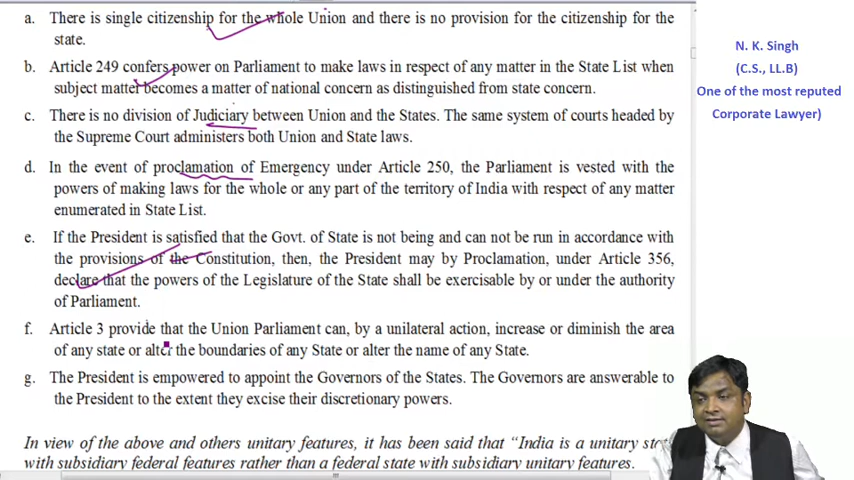 a. There is single citizenship for the whole Union and there is no provision for the citizenship for the
state.
b. Article 249 confers power on Parliament to make laws in respect of any matter in the State List when
subject matter becomes a matter of national concern as distinguished from state concern.
c. There is no division of Judiciary between Union and the States. The same system of courts headed by
the Supreme Court administers both Union and State laws.
d. In the event of proclamation of Emergency under Article 250, the Parliament is vested with the
powers of making laws for the whole or any part of the territory of India with respect of any matter
enumerated in State List.
e. If the President is satisfied that the Govt. of State is not being and can not be run in accordance with
the provisions of the Constitution, then, the President may by Proclamation, under Article 356,
declare that the powers of the Legislature of the State shall be exercisable by or under the authority
of Parliament.
f. Article 3 provide that the Union Parliament can, by a unilateral action, increase or diminish the area
of any state or alter the boundaries of any State or alter the name of any State.
g. The President is empowered to appoint the Governors of the States. The Governors are answerable to
the President to the extent they excise their discretionary powers.
In view of the above and others unitary features, it has been said that “India is a unitary
with subsidiary federal features rather than a federal state with subsidiary unitary features.
N. K. Singh
(C.S., LL.B)
One of the most reputed
Corporate Lawyer)